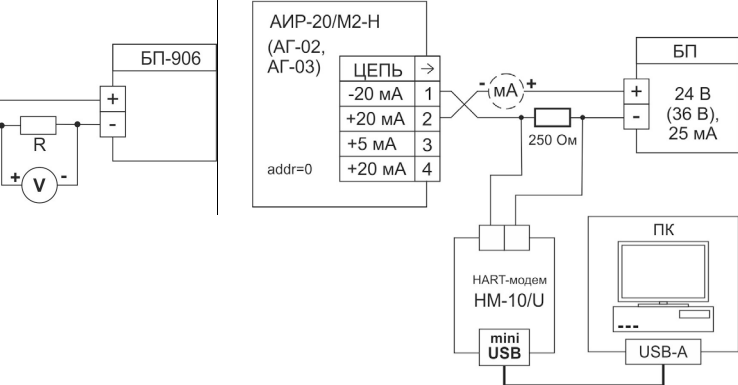 БП-906
+
-
R
+ V -
АИР-20/М2-Н
(АГ-02,
АГ-03)
ЦЕПЬ →
-20 мА 1
+20 мА 2
+5 мА 3
+20 мА 4
addr=0
- мА +
250 Ом
БП
+
-
24 В
(36 В),
25 мА
HART-модем
HM-10/U
mini
USB
ПК
USB-A